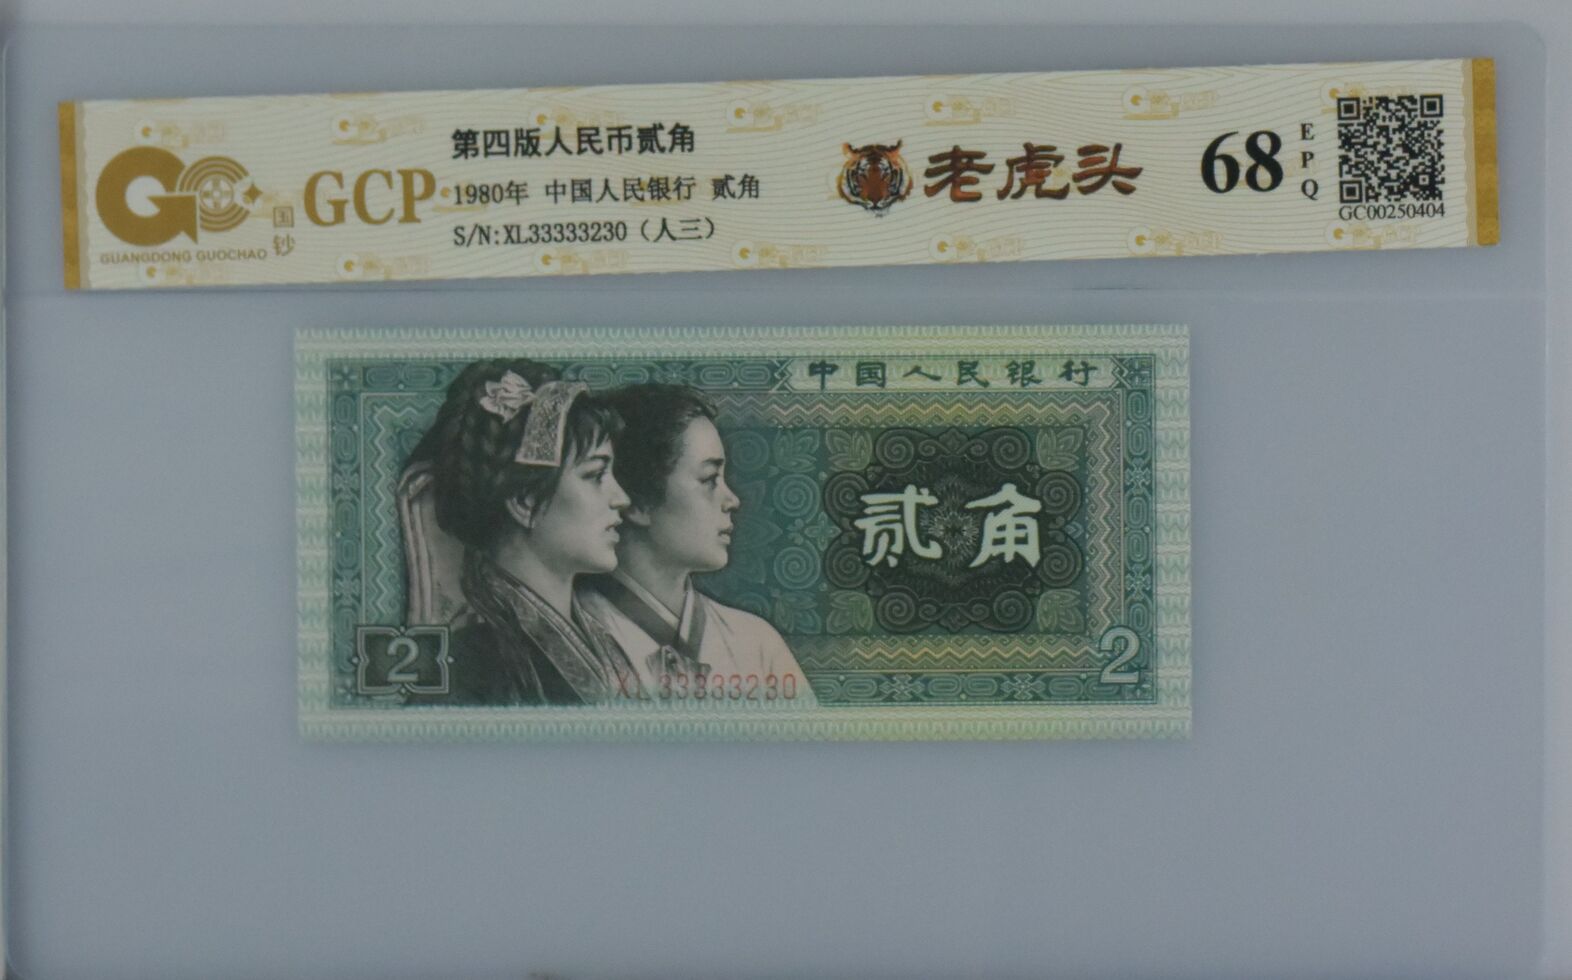 第四版人民币贰角
GCP
国钞
GUANGDONG GUOCHAO
1980年 中国人民银行 贰角
S/N:XL33333230（人三）
老虎头
68
EPQ
GC00250404
中国人民银行
贰角
2
2
XL 33333230